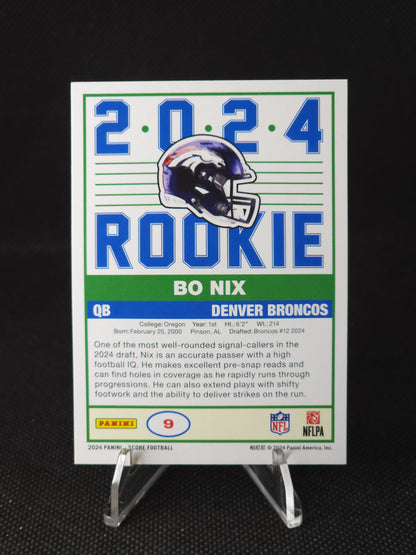 2·0·2·4
ROOKIE
BO NIX
QB DENVER BRONCOS
College: Oregon Year: 1st Ht.: 6'2" Wt.: 214
Born: February 25, 2000 Pinson, AL Drafted: Broncos #12 2024
One of the most well-rounded signal-callers in the
2024 draft, Nix is an accurate passer with a high
football IQ. He makes excellent pre-snap reads and
can find holes in coverage as he rapidly runs through
progressions. He can also extend plays with shifty
footwork and the ability to deliver strikes on the run.
PANINI 9 NFL NFLPA
2024 PANINI - SCORE FOOTBALL © 2024 Panini America, Inc.